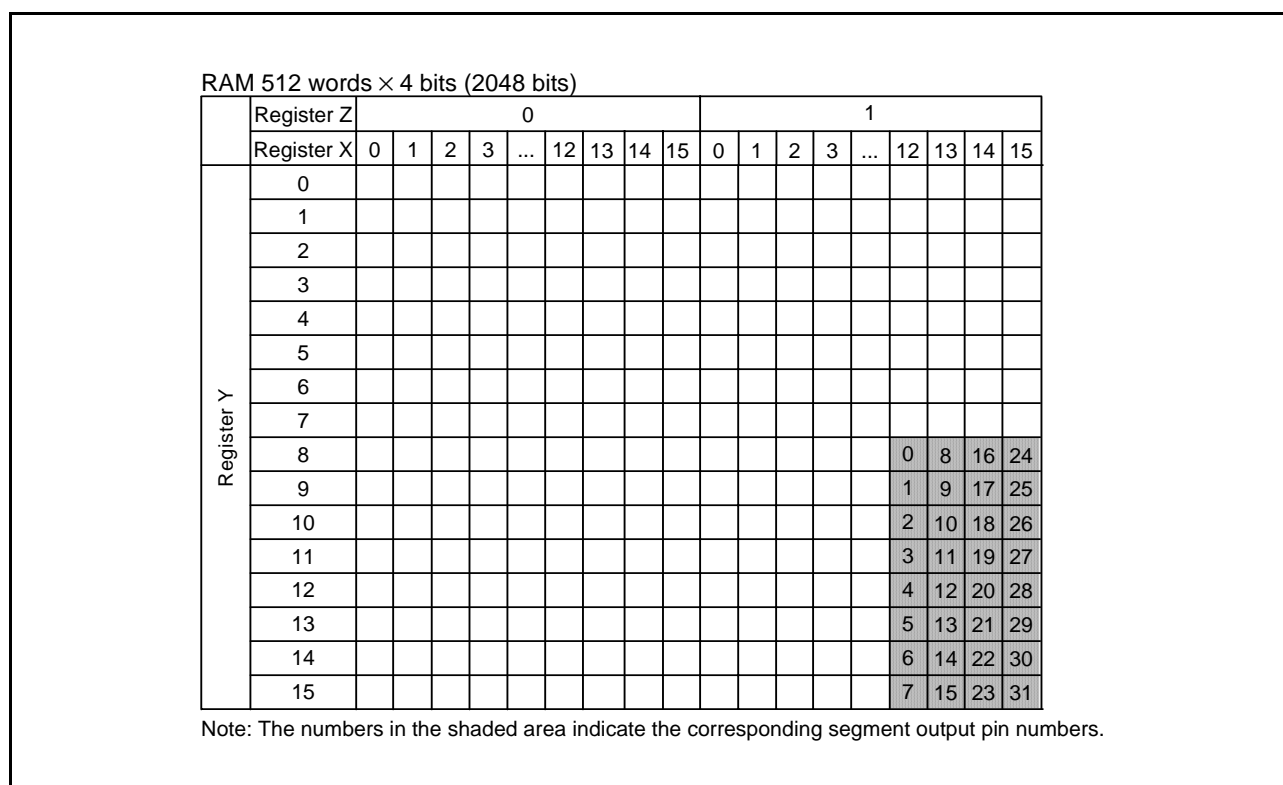 RAM 512 words × 4 bits (2048 bits)
Register Z 0 1
Register X 0 1 2 3 ... 12 13 14 15 0 1 2 3 ... 12 13 14 15
Register Y
0
1
2
3
4
5
6
7
8 0 8 16 24
9 1 9 17 25
10 2 10 18 26
11 3 11 19 27
12 4 12 20 28
13 5 13 21 29
14 6 14 22 30
15 7 15 23 31
Note: The numbers in the shaded area indicate the corresponding segment output pin numbers.